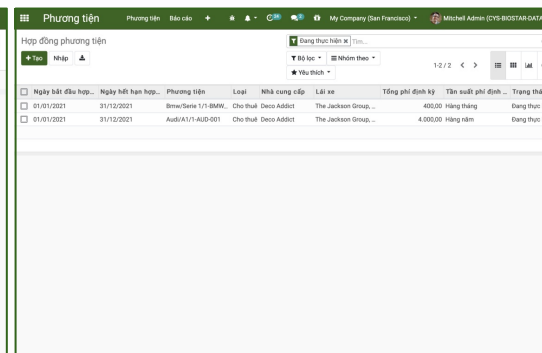 Phương tiện Phương tiện Báo cáo + My Company (San Francisco) Mitchell Admin (CYS-BIOSTAR-DATA
Hợp đồng phương tiện Đang thực hiện × Tìm...
+ Tạo Nhập Bộ lọc Nhóm theo 1-2 / 2
Yêu thích
Ngày bắt đầu hợp... Ngày hết hạn hợp... Phương tiện Loại Nhà cung cấp Lái xe Tổng phí định kỳ Tần suất phí định ... Trạng thá
01/01/2021 31/12/2021 Bmw/Serie 1/1-BMW... Cho thuê Deco Addict The Jackson Group, ... 400,00 Hàng tháng Đang thực
01/01/2021 31/12/2021 Audi/A1/1-AUD-001 Cho thuê Deco Addict The Jackson Group, ... 4.000,00 Hàng năm Đang thực